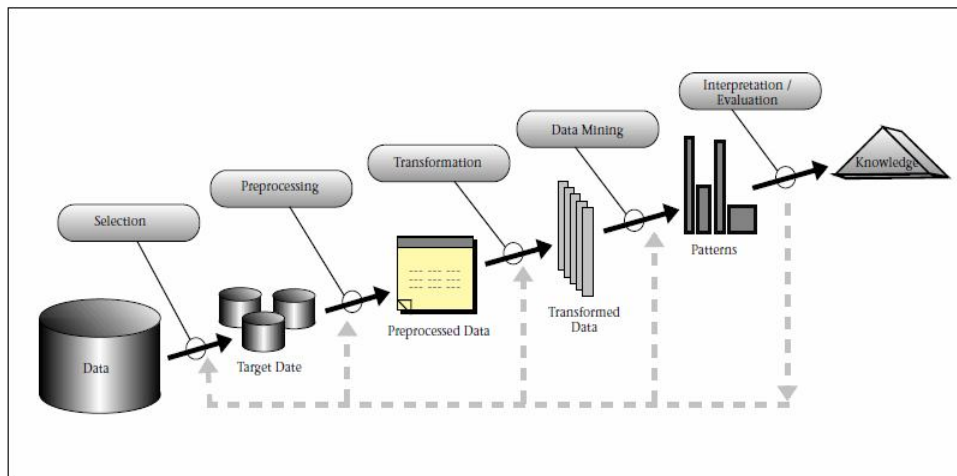 Interpretation /
Evaluation
Data Mining
Transformation
Preprocessing
Selection
Knowledge
Patterns
Transformed
Data
Preprocessed Data
Target Date
Data